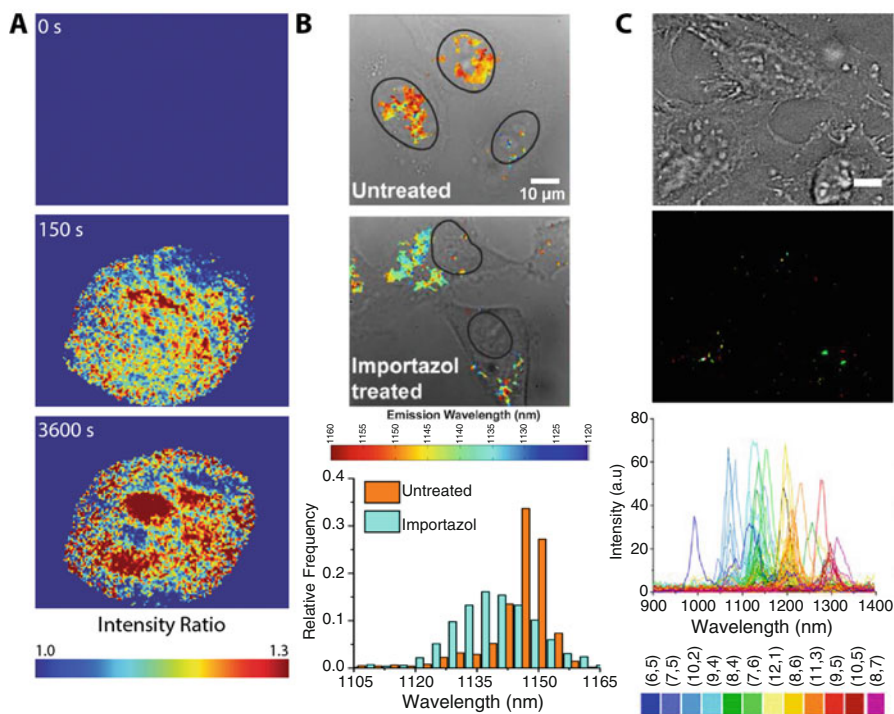 A
0 s
150 s
3600 s
Intensity Ratio
1.0
1.3
B
Untreated
10 µm
Importazol
treated
Emission Wavelength (nm)
1160
1155
1150
1145
1140
1135
1130
1125
1120
Untreated
Importazol
Relative Frequency
0.4
0.3
0.2
0.1
0.0
1105
1120
1135
1150
1165
Wavelength (nm)
C
Intensity (a.u)
80
60
40
20
0
900
1000
1100
1200
1300
1400
Wavelength (nm)
(6,5)
(7,5)
(10,2)
(9,4)
(8,4)
(7,6)
(12,1)
(8,6)
(11,3)
(9,5)
(10,5)
(8,7)